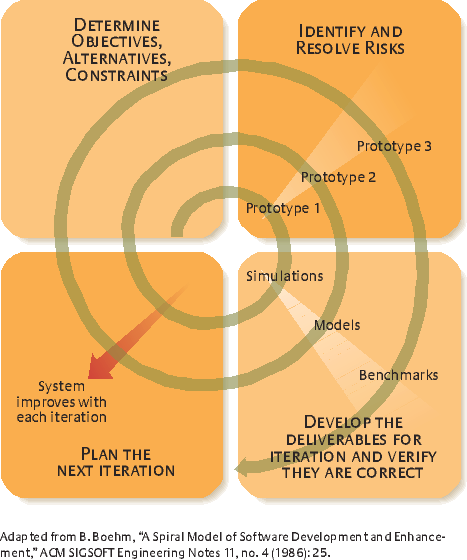 DETERMINE
OBJECTIVES,
ALTERNATIVES,
CONSTRAINTS
IDENTIFY AND
RESOLVE RISKS
Prototype 3
Prototype 2
Prototype 1
Simulations
Models
Benchmarks
System
improves with
each iteration
PLAN THE
NEXT ITERATION
DEVELOP THE
DELIVERABLES FOR
ITERATION AND VERIFY
THEY ARE CORRECT
Adapted from B. Boehm, “A Spiral Model of Software Development and Enhance-
ment,” ACM SIGSOFT Engineering Notes 11, no. 4 (1986): 25.